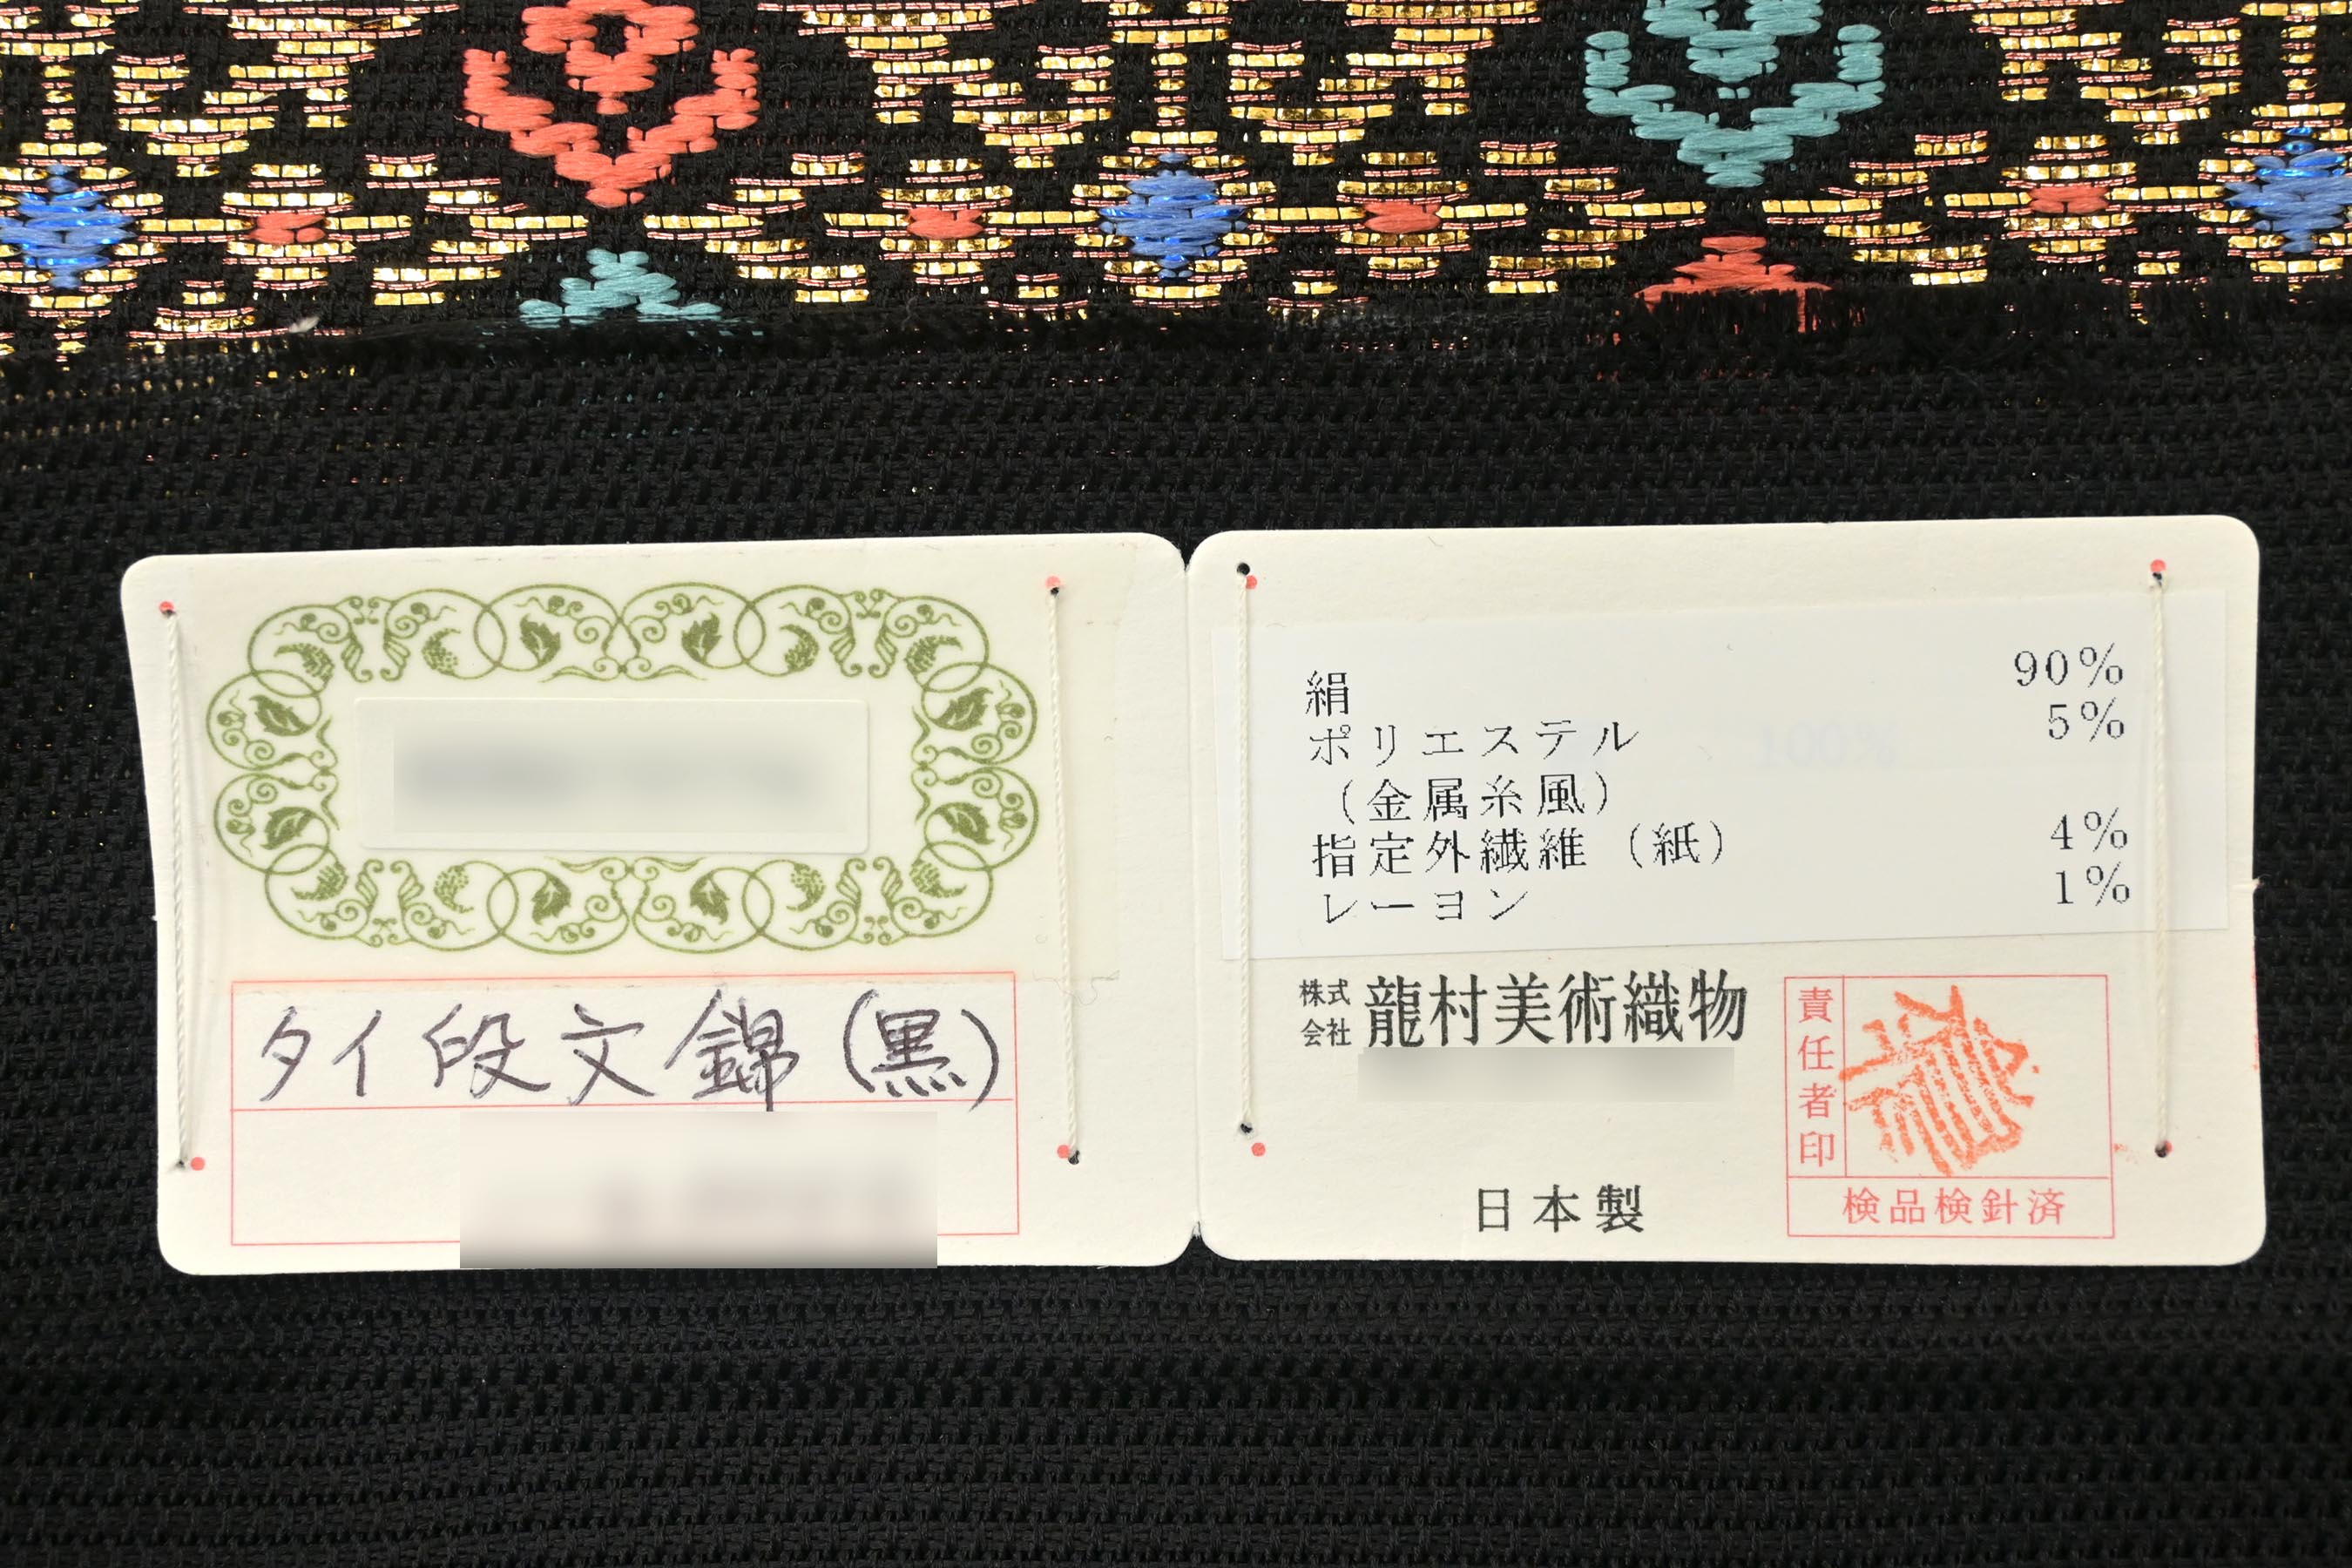 タイ段文錦（黒）
絹 90%
ポリエステル 5%
（金属糸風）
指定外繊維（紙） 4%
レーヨン 1%
株式会社 龍村美術織物
日本製
責任者印
検品検針済